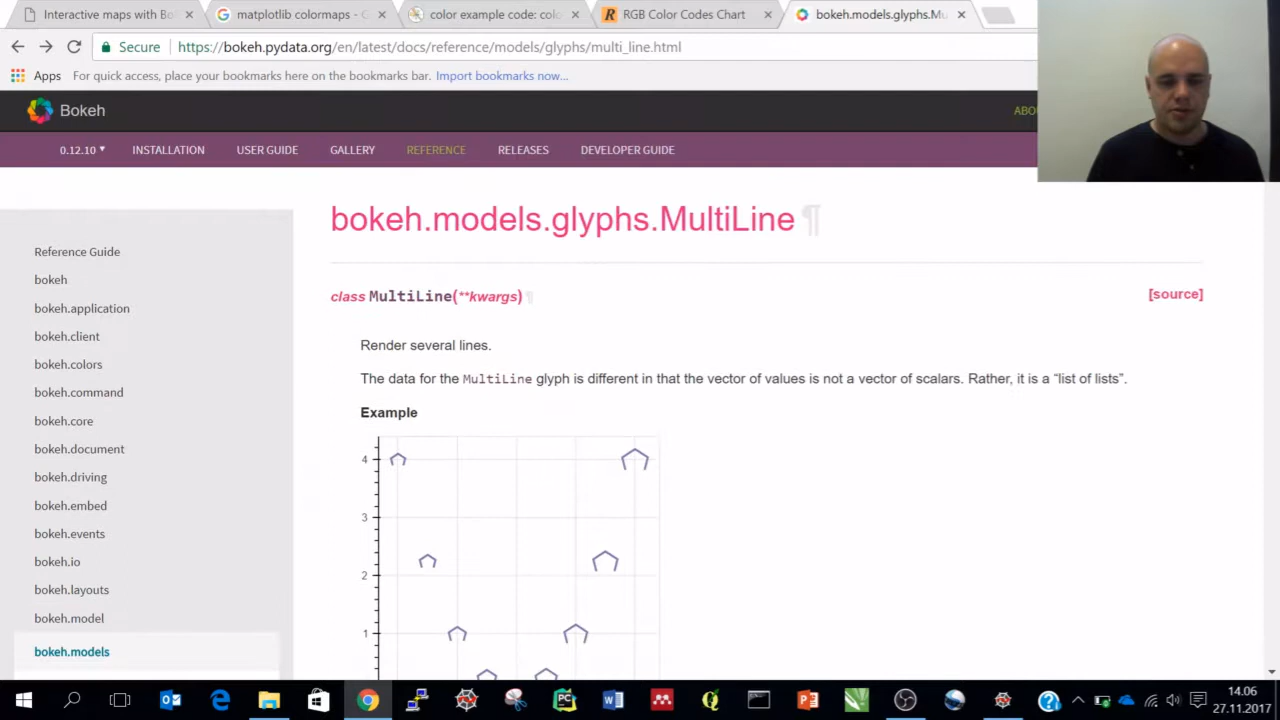 Interactive maps with Bo
matplotlib colormaps - G
color example code: colo
RGB Color Codes Chart
bokeh.models.glyphs.Mu
Secure
https://bokeh.pydata.org/en/latest/docs/reference/models/glyphs/multi_line.html
Apps
For quick access, place your bookmarks here on the bookmarks bar.
Import bookmarks now...
Bokeh
ABO
0.12.10
INSTALLATION
USER GUIDE
GALLERY
REFERENCE
RELEASES
DEVELOPER GUIDE
Reference Guide
bokeh
bokeh.application
bokeh.client
bokeh.colors
bokeh.command
bokeh.core
bokeh.document
bokeh.driving
bokeh.embed
bokeh.events
bokeh.io
bokeh.layouts
bokeh.model
bokeh.models
bokeh.models.glyphs.MultiLine ¶
class MultiLine(**kwargs) ¶
[source]
Render several lines.
The data for the MultiLine glyph is different in that the vector of values is not a vector of scalars. Rather, it is a “list of lists”.
Example
4
3
2
1
14.06
27.11.2017